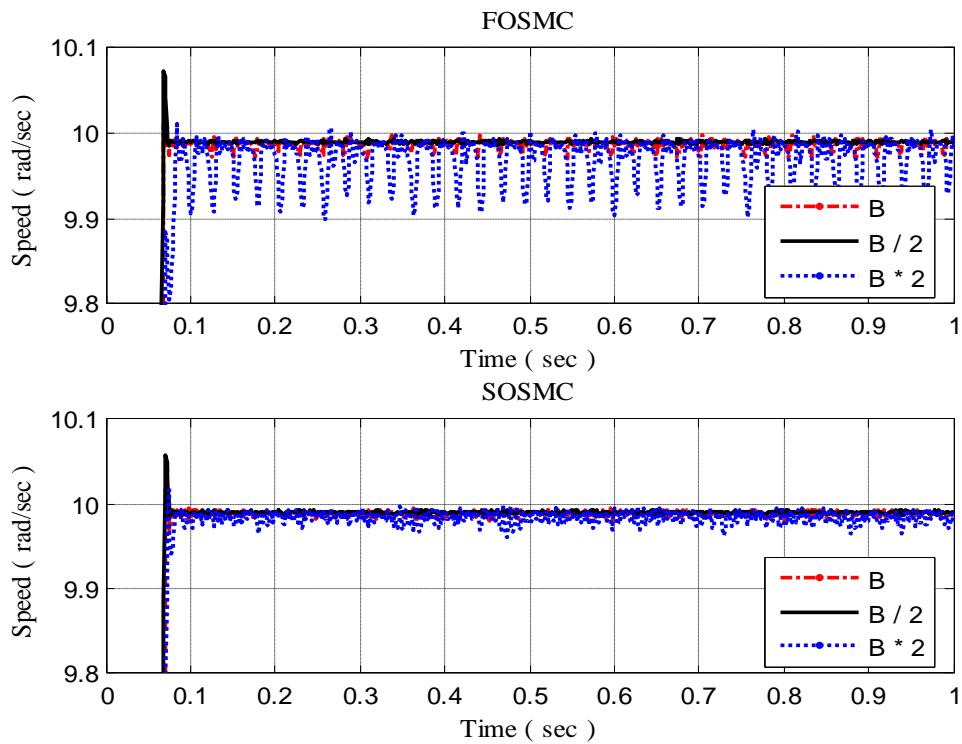 FOSMC
10.1
10
9.9
9.8
Speed ( rad/sec )
B
B / 2
B * 2
0 0.1 0.2 0.3 0.4 0.5 0.6 0.7 0.8 0.9 1
Time ( sec )
SOSMC
10.1
10
9.9
9.8
Speed ( rad/sec )
B
B / 2
B * 2
0 0.1 0.2 0.3 0.4 0.5 0.6 0.7 0.8 0.9 1
Time ( sec )